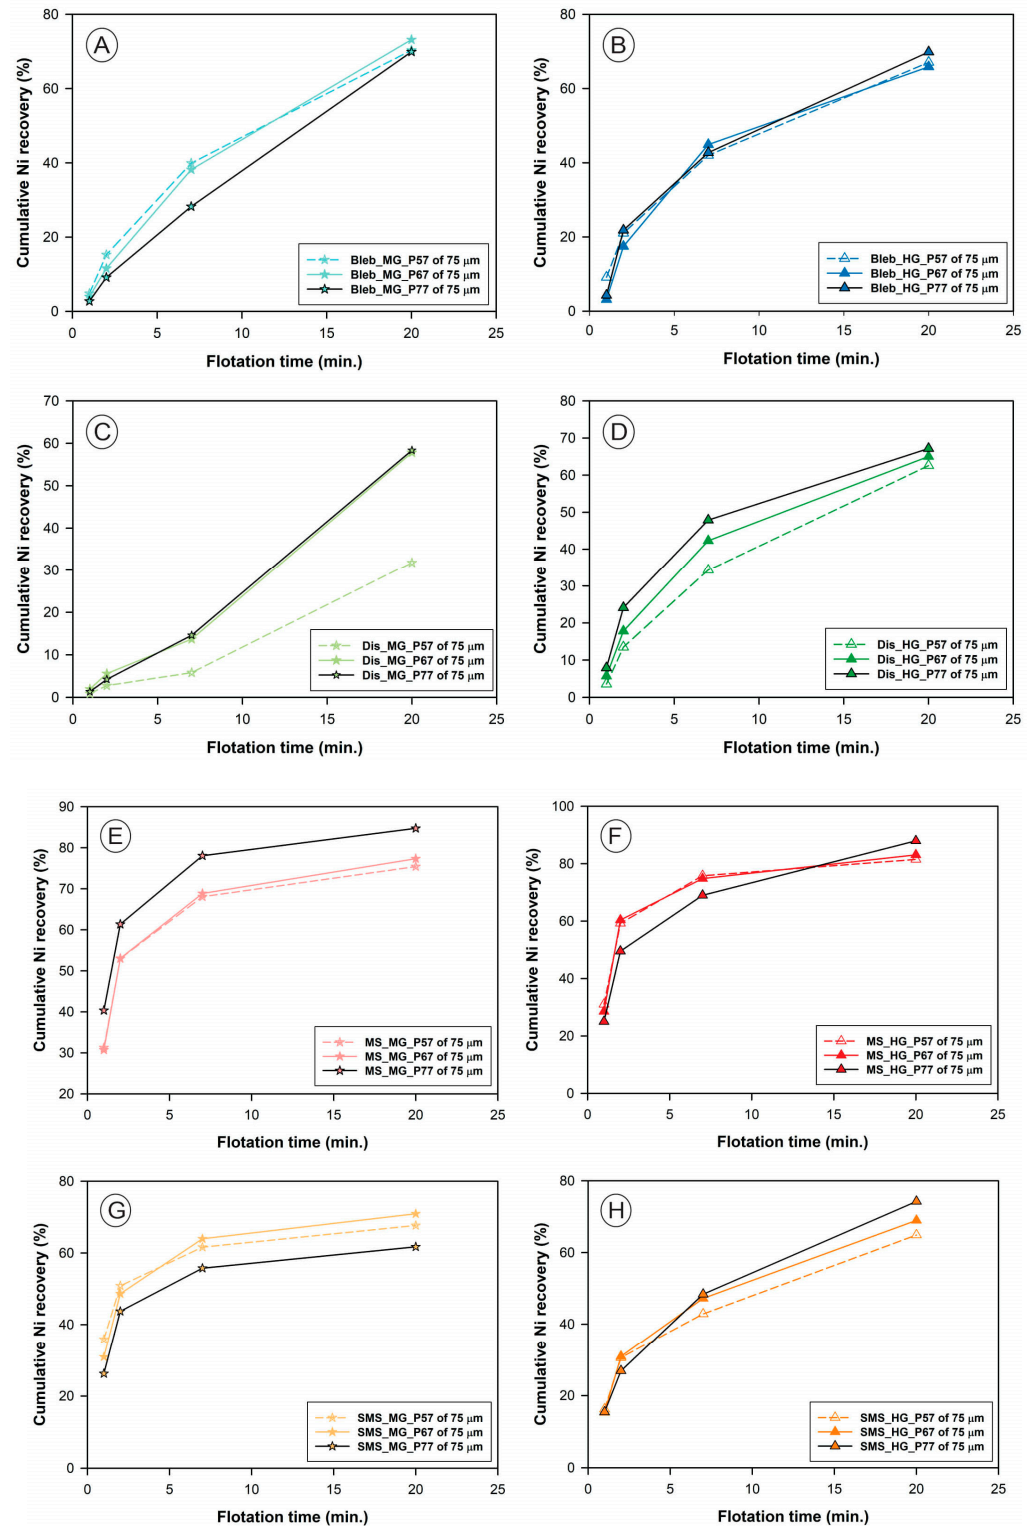 A
Cumulative Ni recovery (%)
80
60
40
20
0
Bleb_MG_P57 of 75 µm
Bleb_MG_P67 of 75 µm
Bleb_MG_P77 of 75 µm
0 5 10 15 20 25
Flotation time (min.)
B
Cumulative Ni recovery (%)
80
60
40
20
0
Bleb_HG_P57 of 75 µm
Bleb_HG_P67 of 75 µm
Bleb_HG_P77 of 75 µm
0 5 10 15 20 25
Flotation time (min.)
C
Cumulative Ni recovery (%)
70
60
50
40
30
20
10
0
Dis_MG_P57 of 75 µm
Dis_MG_P67 of 75 µm
Dis_MG_P77 of 75 µm
0 5 10 15 20 25
Flotation time (min.)
D
Cumulative Ni recovery (%)
80
70
60
50
40
30
20
10
0
Dis_HG_P57 of 75 µm
Dis_HG_P67 of 75 µm
Dis_HG_P77 of 75 µm
0 5 10 15 20 25
Flotation time (min.)
E
Cumulative Ni recovery (%)
90
80
70
60
50
40
30
20
MS_MG_P57 of 75 µm
MS_MG_P67 of 75 µm
MS_MG_P77 of 75 µm
0 5 10 15 20 25
Flotation time (min.)
F
Cumulative Ni recovery (%)
100
80
60
40
20
0
MS_HG_P57 of 75 µm
MS_HG_P67 of 75 µm
MS_HG_P77 of 75 µm
0 5 10 15 20 25
Flotation time (min.)
G
Cumulative Ni recovery (%)
80
60
40
20
0
SMS_MG_P57 of 75 µm
SMS_MG_P67 of 75 µm
SMS_MG_P77 of 75 µm
0 5 10 15 20 25
Flotation time (min.)
H
Cumulative Ni recovery (%)
80
60
40
20
0
SMS_HG_P57 of 75 µm
SMS_HG_P67 of 75 µm
SMS_HG_P77 of 75 µm
0 5 10 15 20 25
Flotation time (min.)